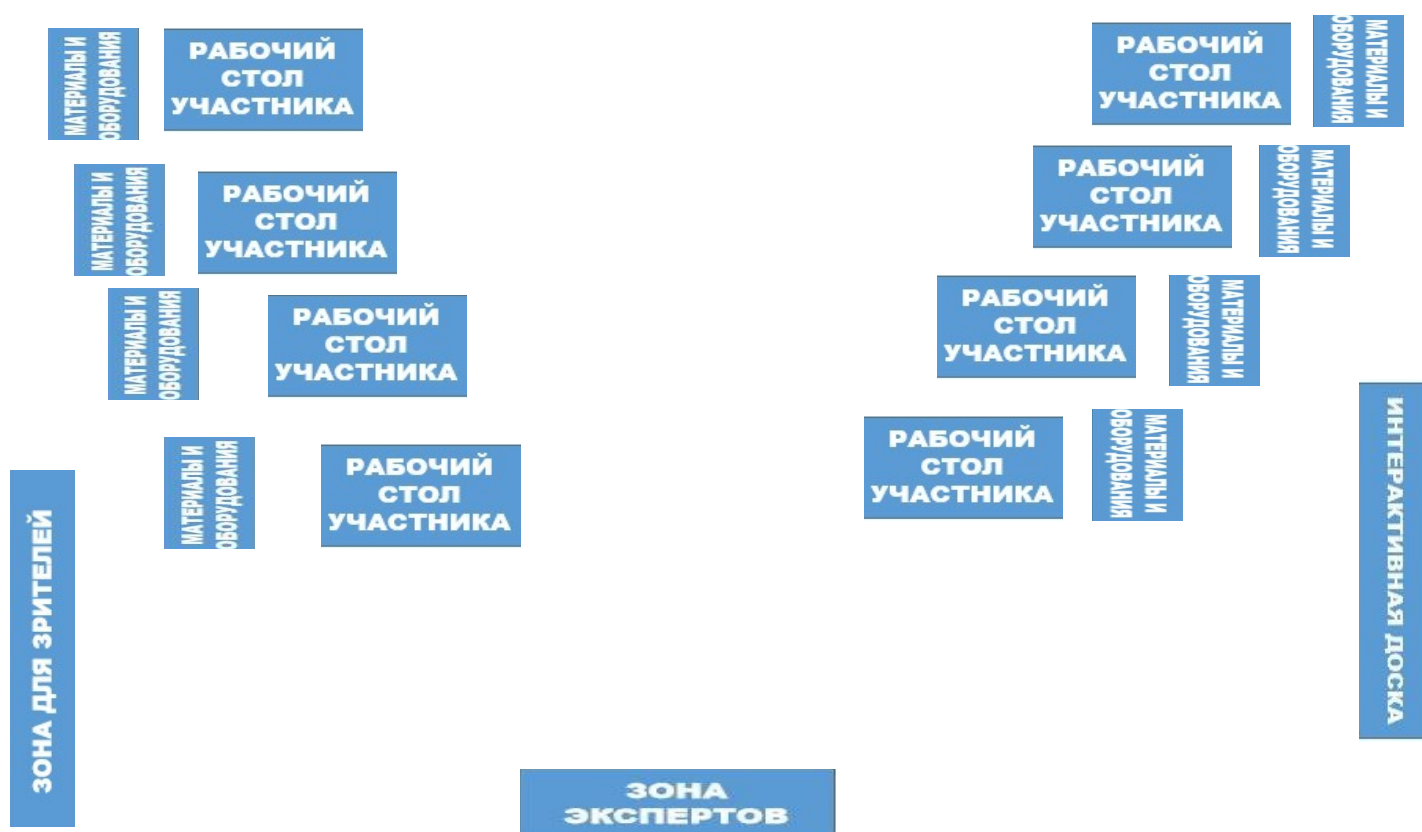 МАТЕРИАЛЫ И
ОБОРУДОВАНИЯ
РАБОЧИЙ
СТОЛ
УЧАСТНИКА
РАБОЧИЙ
СТОЛ
УЧАСТНИКА
МАТЕРИАЛЫ И
ОБОРУДОВАНИЯ
МАТЕРИАЛЫ И
ОБОРУДОВАНИЯ
РАБОЧИЙ
СТОЛ
УЧАСТНИКА
РАБОЧИЙ
СТОЛ
УЧАСТНИКА
МАТЕРИАЛЫ И
ОБОРУДОВАНИЯ
МАТЕРИАЛЫ И
ОБОРУДОВАНИЯ
РАБОЧИЙ
СТОЛ
УЧАСТНИКА
РАБОЧИЙ
СТОЛ
УЧАСТНИКА
МАТЕРИАЛЫ И
ОБОРУДОВАНИЯ
МАТЕРИАЛЫ И
ОБОРУДОВАНИЯ
РАБОЧИЙ
СТОЛ
УЧАСТНИКА
РАБОЧИЙ
СТОЛ
УЧАСТНИКА
МАТЕРИАЛЫ И
ОБОРУДОВАНИЯ
ЗОНА ДЛЯ ЗРИТЕЛЕЙ
ИНТЕРАКТИВНАЯ ДОСКА
ЗОНА
ЭКСПЕРТОВ